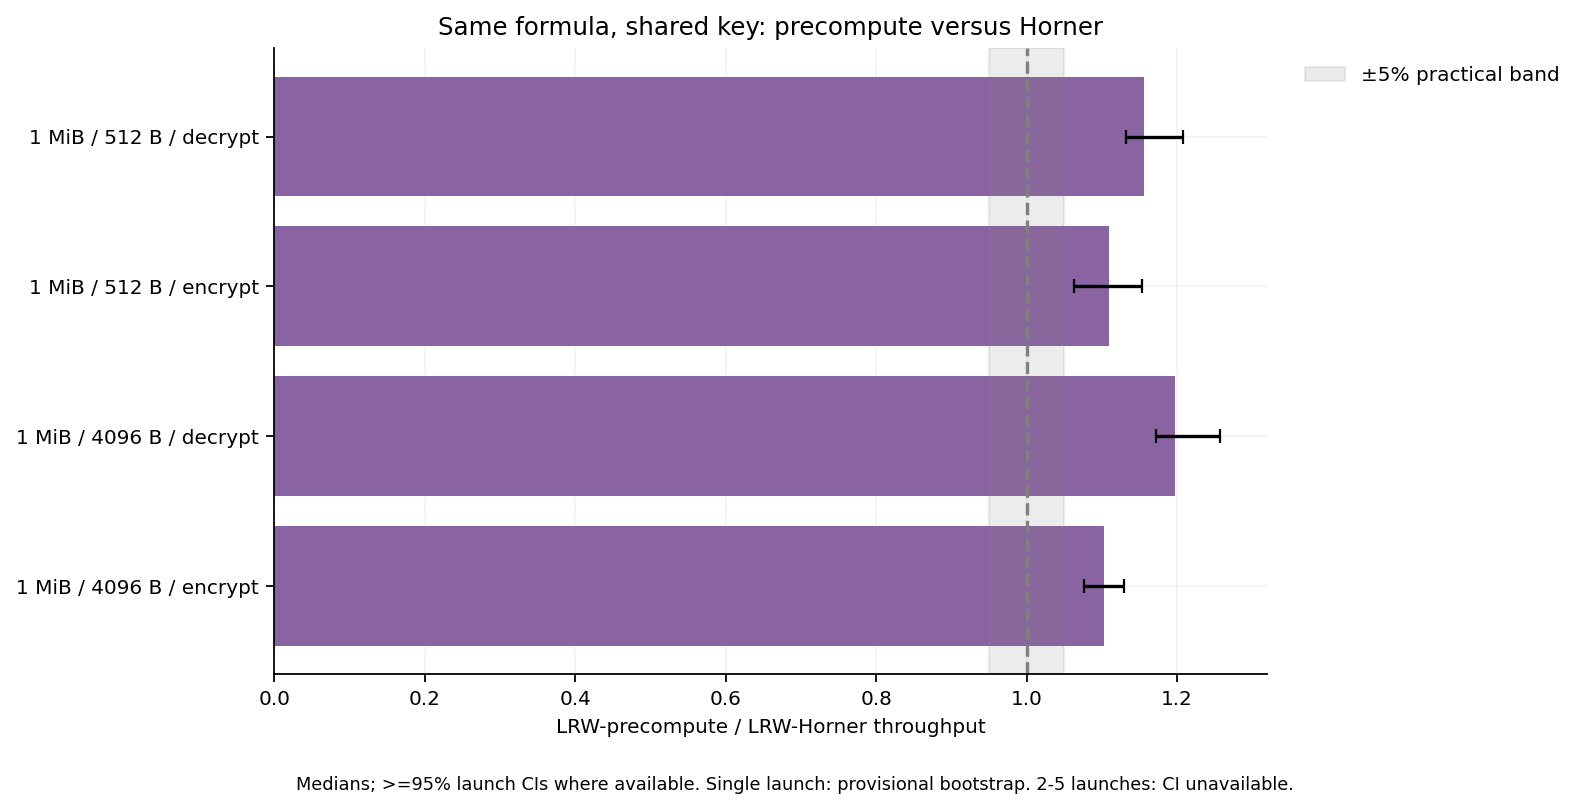 Same formula, shared key: precompute versus Horner
±5% practical band
1 MiB / 512 B / decrypt
1 MiB / 512 B / encrypt
1 MiB / 4096 B / decrypt
1 MiB / 4096 B / encrypt
0.0 0.2 0.4 0.6 0.8 1.0 1.2
LRW-precompute / LRW-Horner throughput
Medians; >=95% launch CIs where available. Single launch: provisional bootstrap. 2-5 launches: CI unavailable.